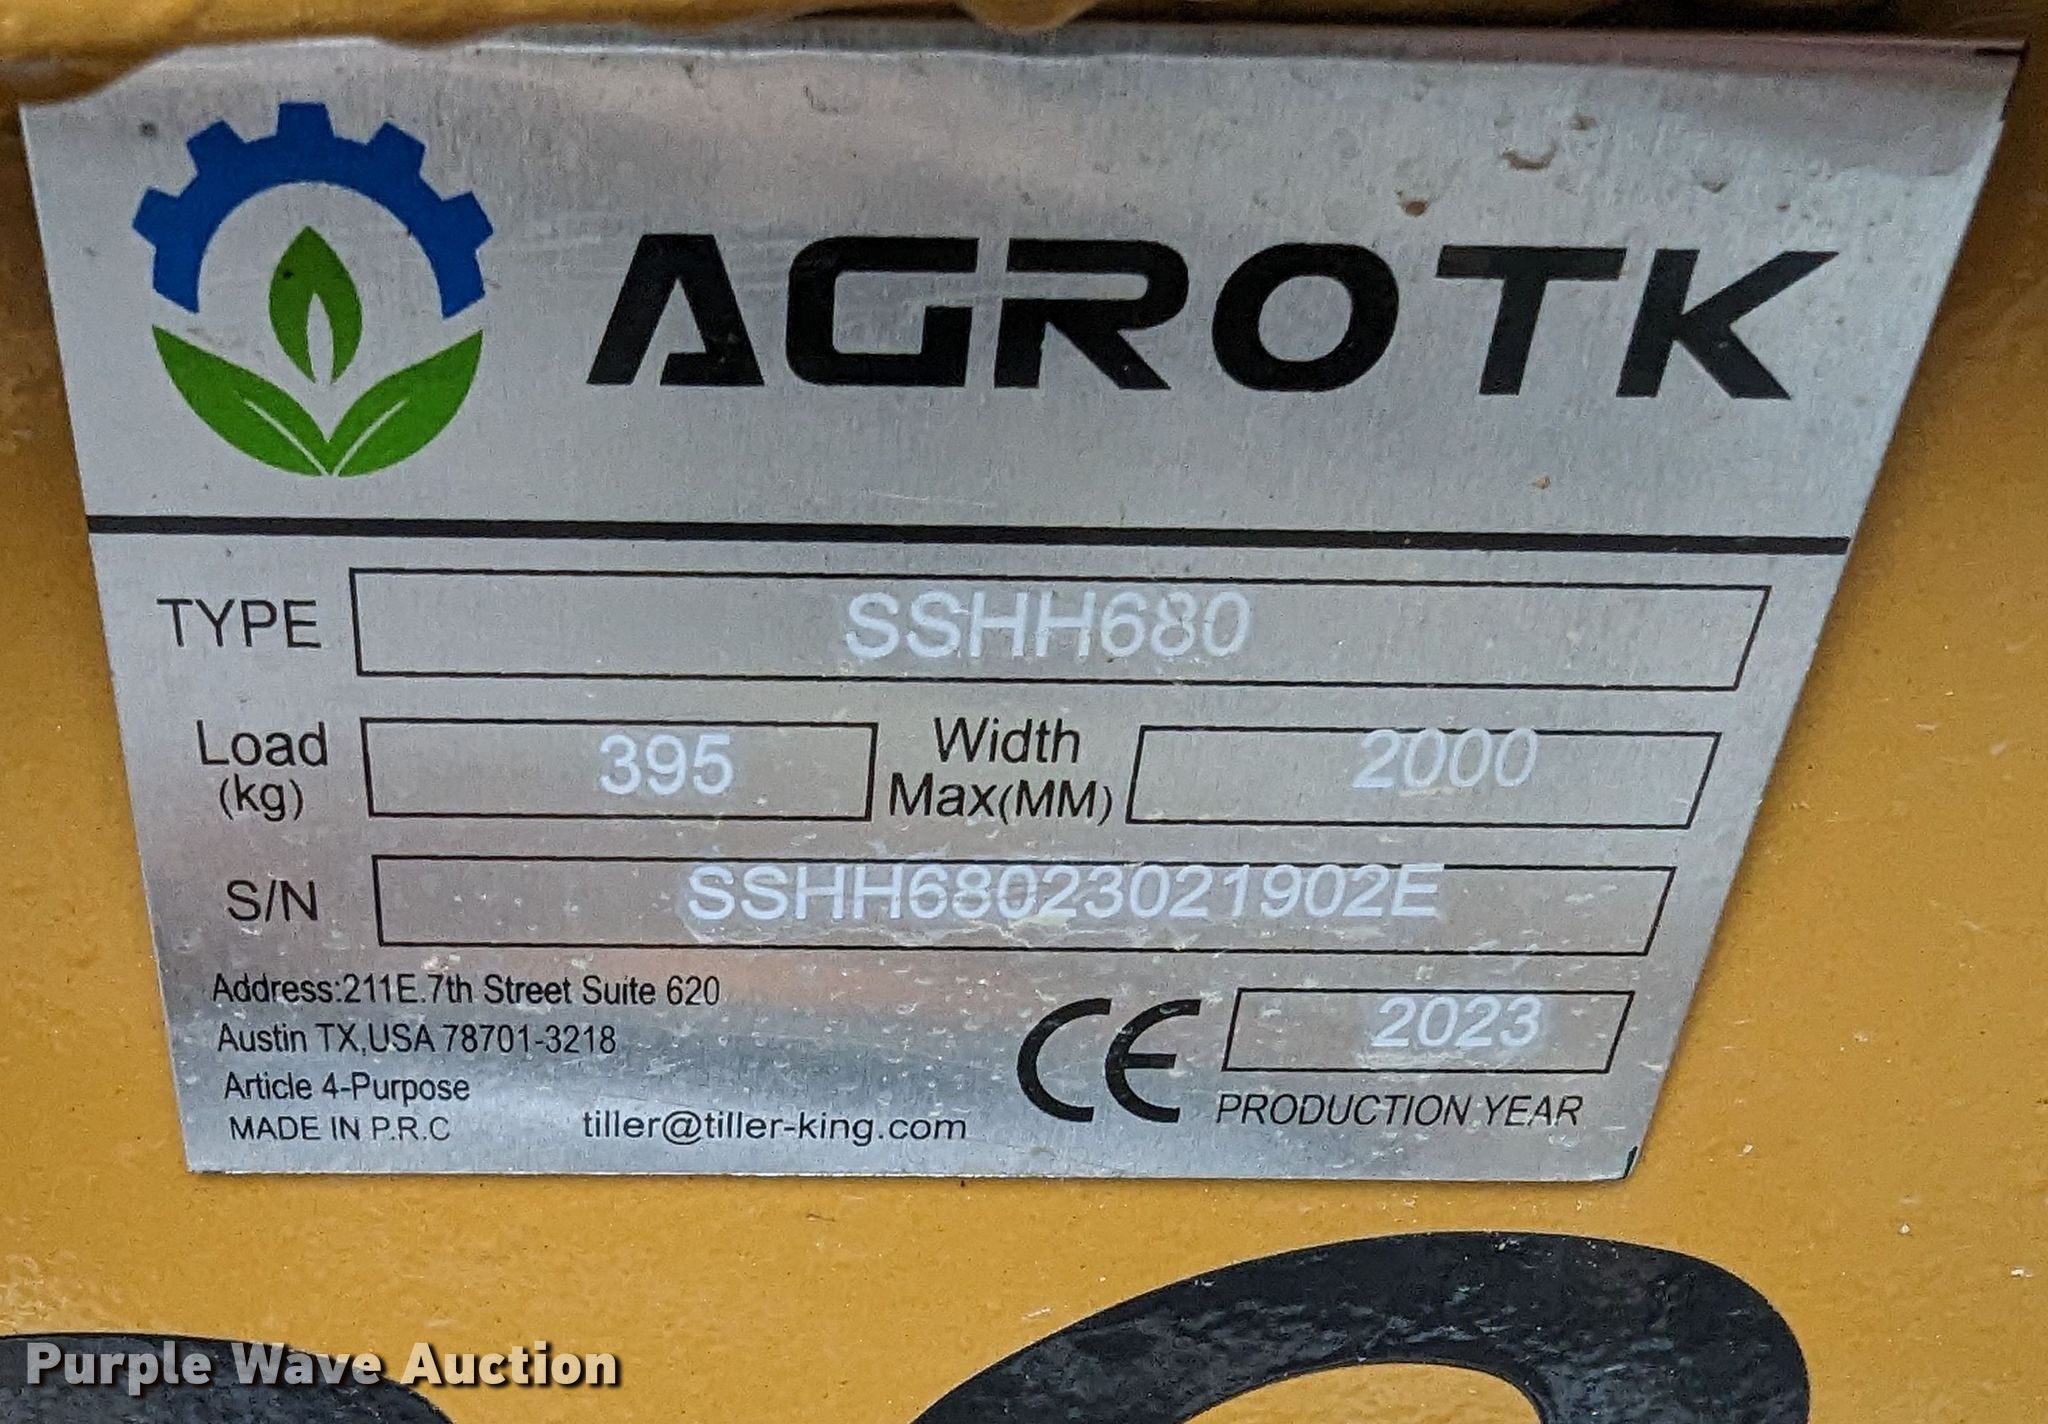 AGROTK
TYPE SSHH680
Load (kg) 395 Width Max(MM) 2000
S/N SSHH68023021902E
Address:211E.7th Street Suite 620
Austin TX,USA 78701-3218
Article 4-Purpose
MADE IN P.R.C tiller@tiller-king.com
CE 2023
PRODUCTION YEAR
Purple Wave Auction